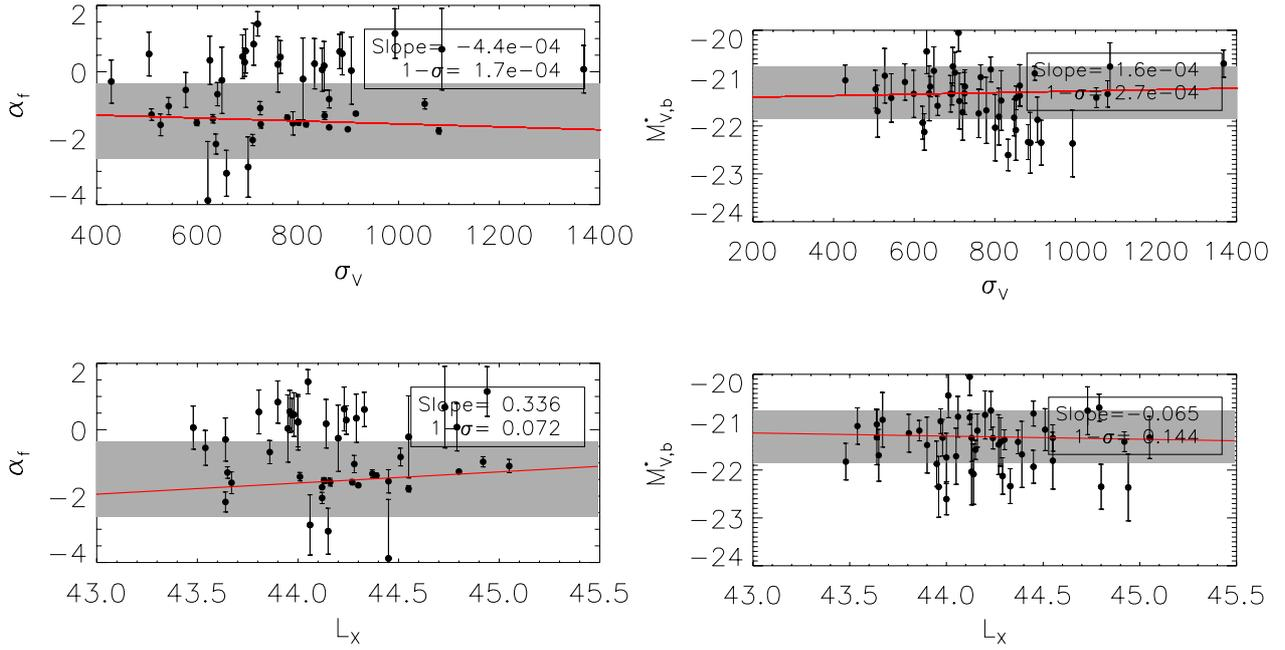 2
0
−2
−4
α_f
Slope= −4.4e−04
1−σ= 1.7e−04
400 600 800 1000 1200 1400
σ_V
−20
−21
−22
−23
−24
M*_V,b
Slope= 1.6e−04
1−σ= 2.7e−04
200 400 600 800 1000 1200 1400
σ_V
2
0
−2
−4
α_f
Slope= 0.336
1−σ= 0.072
43.0 43.5 44.0 44.5 45.0 45.5
L_X
−20
−21
−22
−23
−24
M*_V,b
Slope=−0.065
1−σ= 0.144
43.0 43.5 44.0 44.5 45.0 45.5
L_X